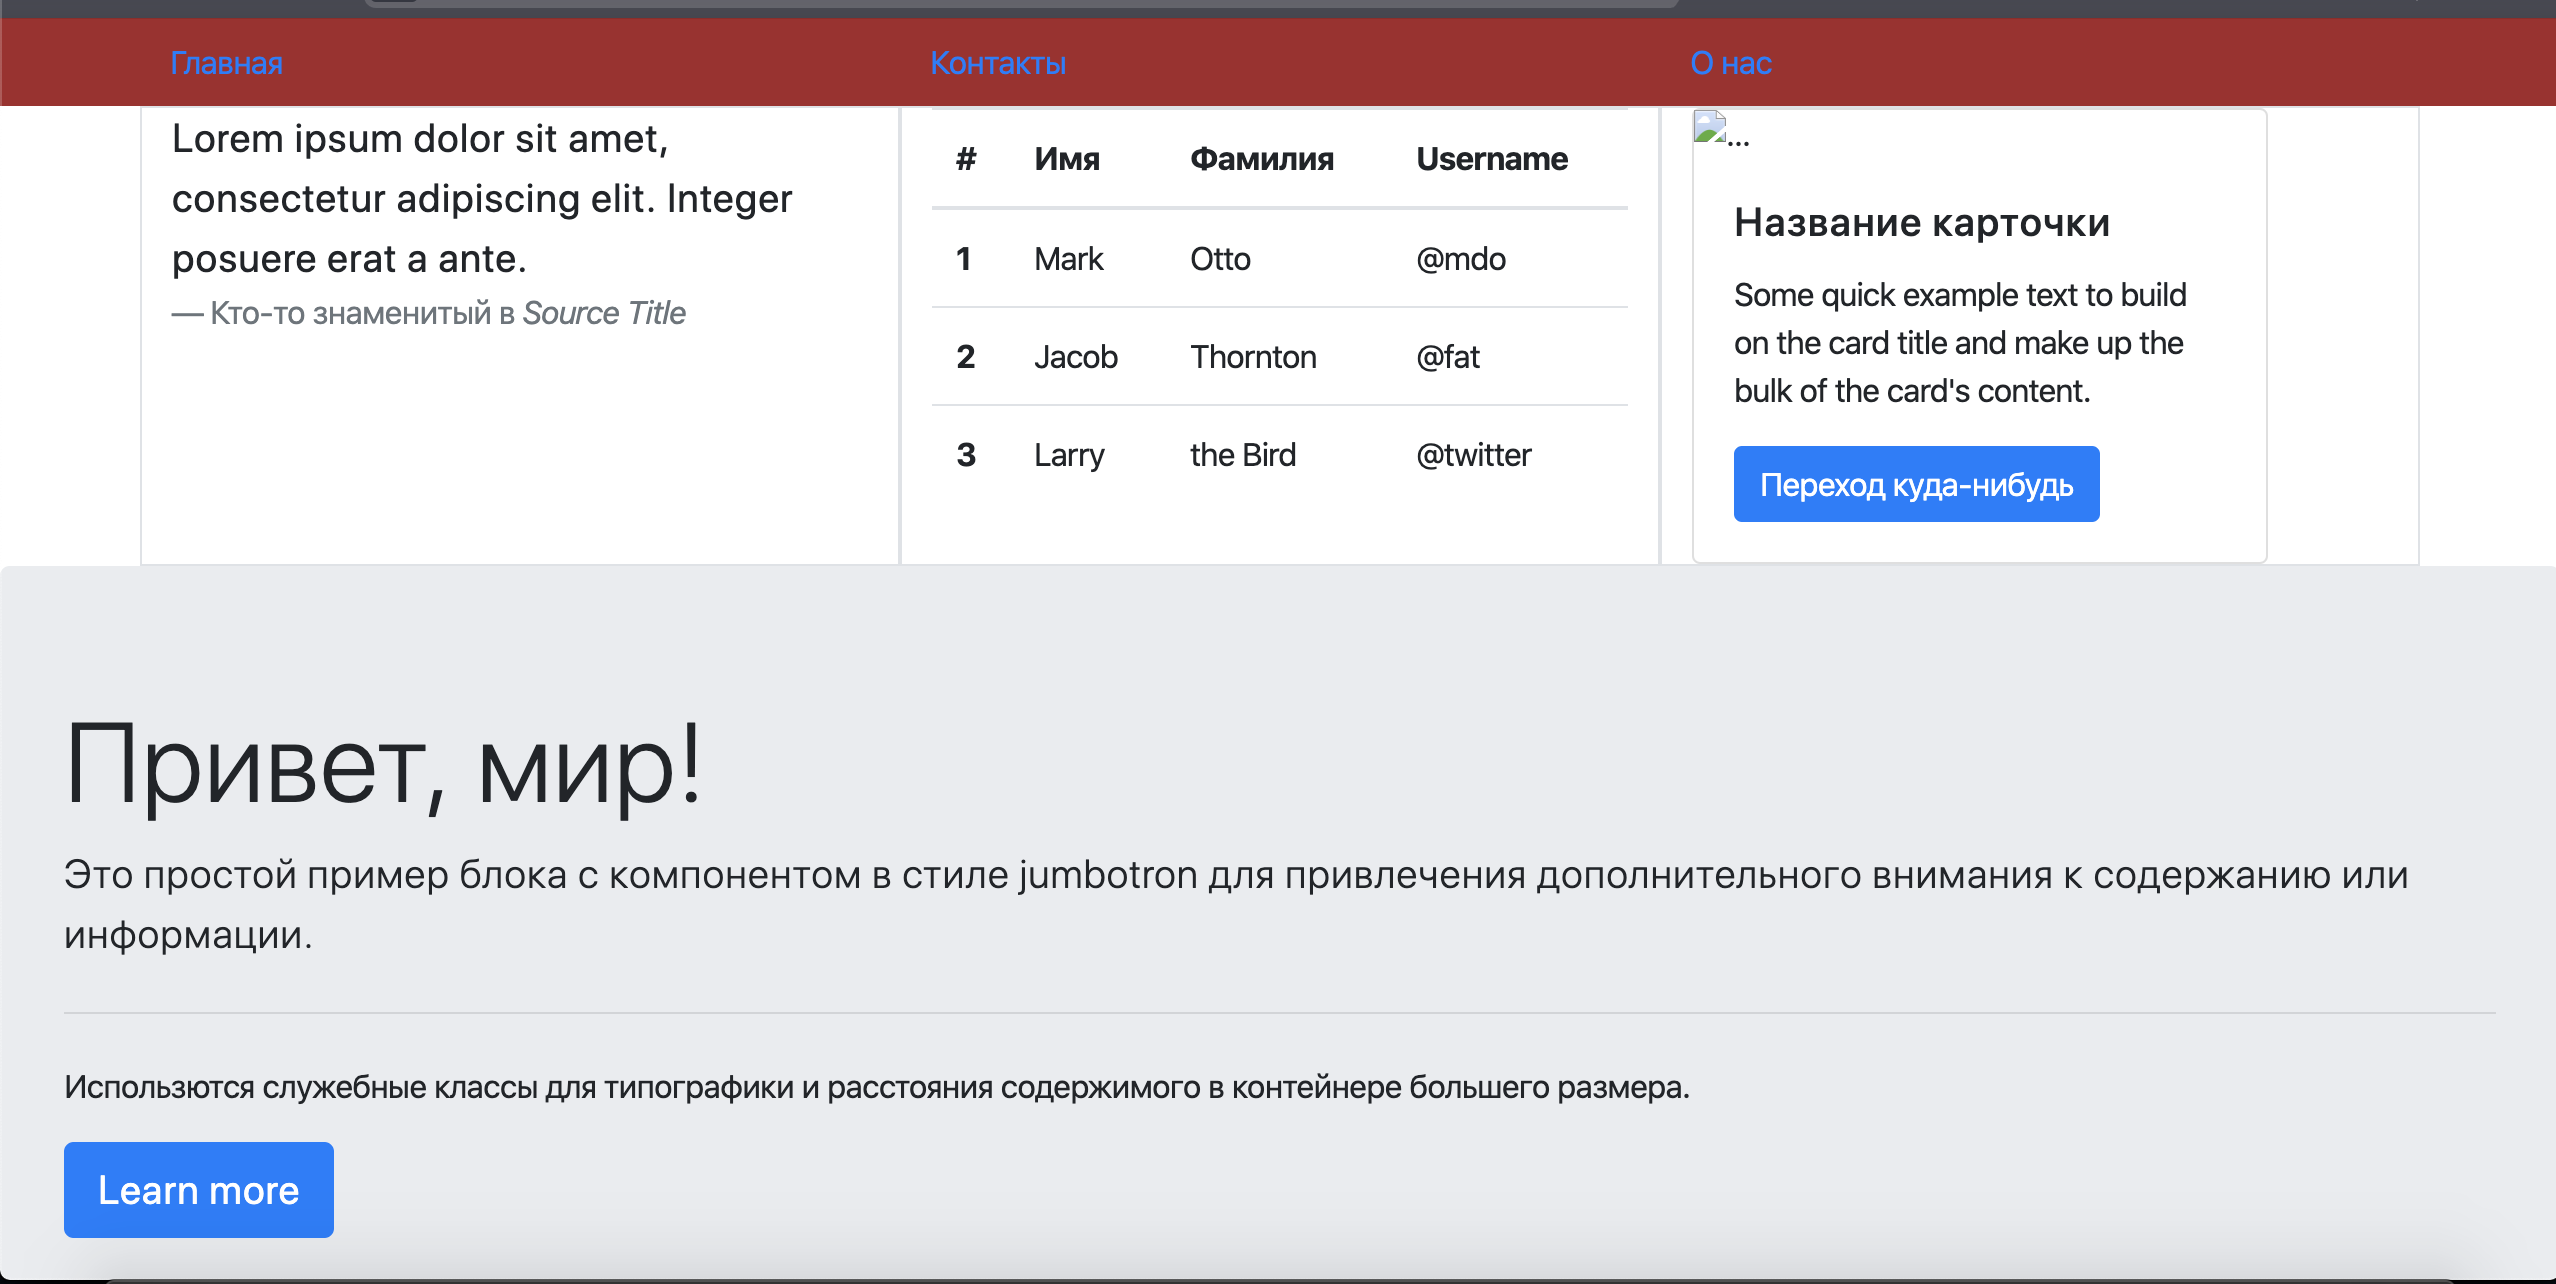 Главная Контакты О нас
Lorem ipsum dolor sit amet,
consectetur adipiscing elit. Integer
posuere erat a ante.
— Кто-то знаменитый в Source Title
# Имя Фамилия Username
1 Mark Otto @mdo
2 Jacob Thornton @fat
3 Larry the Bird @twitter
...
Название карточки
Some quick example text to build
on the card title and make up the
bulk of the card's content.
Переход куда-нибудь
Привет, мир!
Это простой пример блока с компонентом в стиле jumbotron для привлечения дополнительного внимания к содержанию или
информации.
Использются служебные классы для типографики и расстояния содержимого в контейнере большего размера.
Learn more